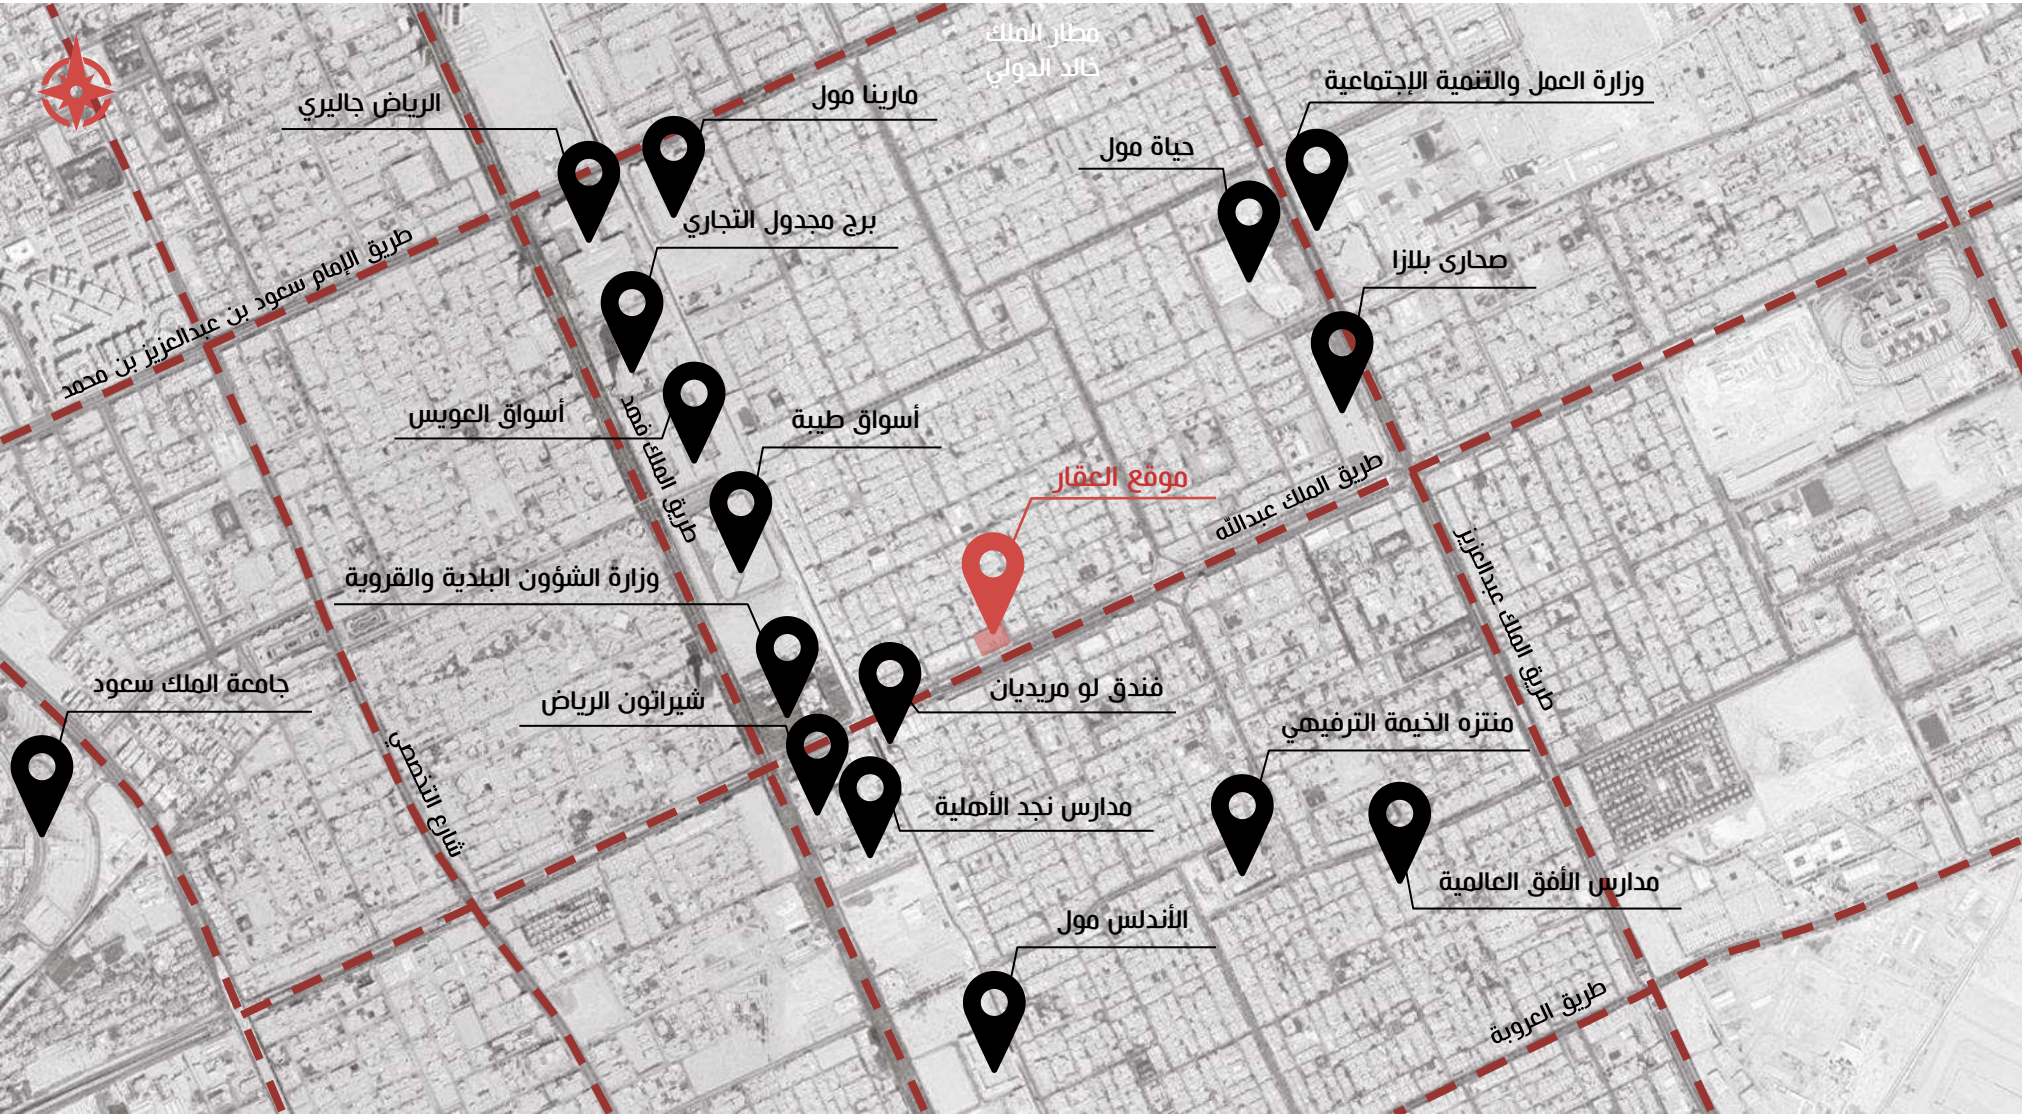 مطار الملك
خالد الدولي
وزارة العمل والتنمية الإجتماعية
مارينا مول
الرياض جاليري
حياة مول
برج مجدول التجاري
صحارى بلازا
طريق الإمام سعود بن عبدالعزيز بن محمد
أسواق العويس
أسواق طيبة
طريق الملك فهد
موقع العقار
طريق الملك عبدالله
وزارة الشؤون البلدية والقروية
طريق الملك عبدالعزيز
جامعة الملك سعود
شيراتون الرياض
فندق لو مريديان
منتزه الخيمة الترفيهي
شارع التخصصي
مدارس نجد الأهلية
مدارس الأفق العالمية
الأندلس مول
طريق العروبة